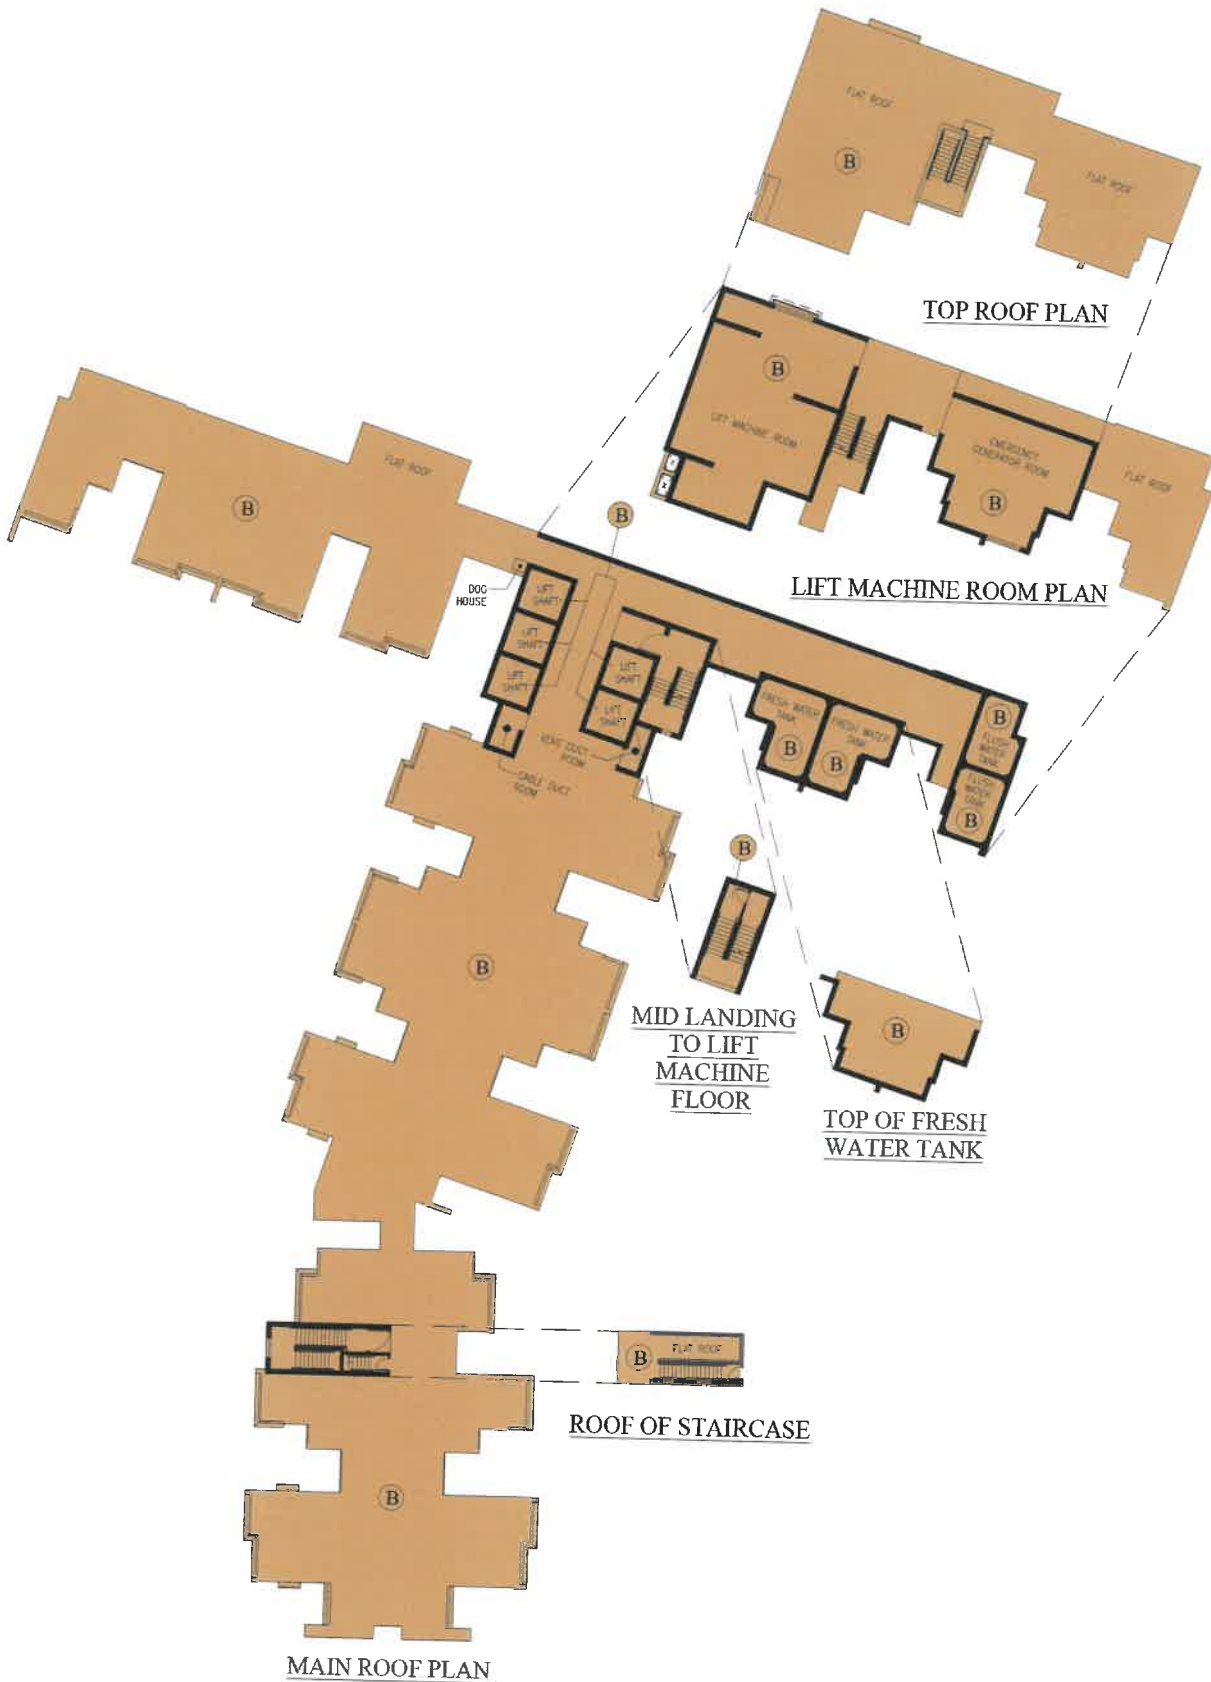 FLAT ROOF
B
FLAT ROOF
TOP ROOF PLAN
B
LIFT MACHINE ROOM
EMERGENCY
GENERATOR ROOM
B
FLAT ROOF
LIFT MACHINE ROOM PLAN
FLAT ROOF
B
B
DOG
HOUSE
LIFT
SHAFT
LIFT
SHAFT
LIFT
SHAFT
LIFT
SHAFT
LIFT
SHAFT
VENT DUCT
ROOM
CABLE DUCT
ROOM
FRESH WATER
TANK
B
FRESH WATER
TANK
B
B
FLUSH
WATER
TANK
FLUSH
WATER
TANK
B
B
B
MID LANDING
TO LIFT
MACHINE
FLOOR
B
TOP OF FRESH
WATER TANK
B
FLAT ROOF
ROOF OF STAIRCASE
B
MAIN ROOF PLAN